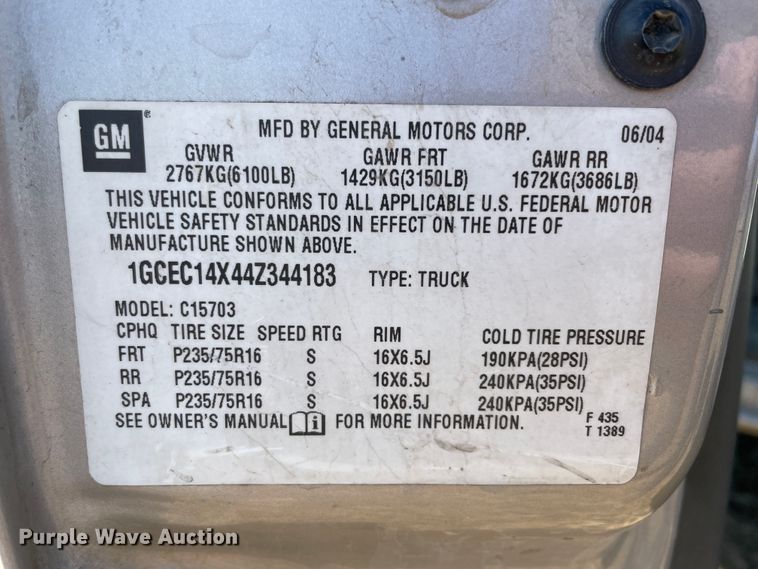 GM ®
MFD BY GENERAL MOTORS CORP. 06/04
GVWR GAWR FRT GAWR RR
2767KG(6100LB) 1429KG(3150LB) 1672KG(3686LB)
THIS VEHICLE CONFORMS TO ALL APPLICABLE U.S. FEDERAL MOTOR
VEHICLE SAFETY STANDARDS IN EFFECT ON THE DATE OF
MANUFACTURE SHOWN ABOVE.
1GCEC14X44Z344183 TYPE: TRUCK
MODEL: C15703
CPHQ TIRE SIZE SPEED RTG RIM COLD TIRE PRESSURE
FRT P235/75R16 S 16X6.5J 190KPA(28PSI)
RR P235/75R16 S 16X6.5J 240KPA(35PSI)
SPA P235/75R16 S 16X6.5J 240KPA(35PSI)
SEE OWNER'S MANUAL i FOR MORE INFORMATION.
F 435
T 1389
Purple Wave Auction